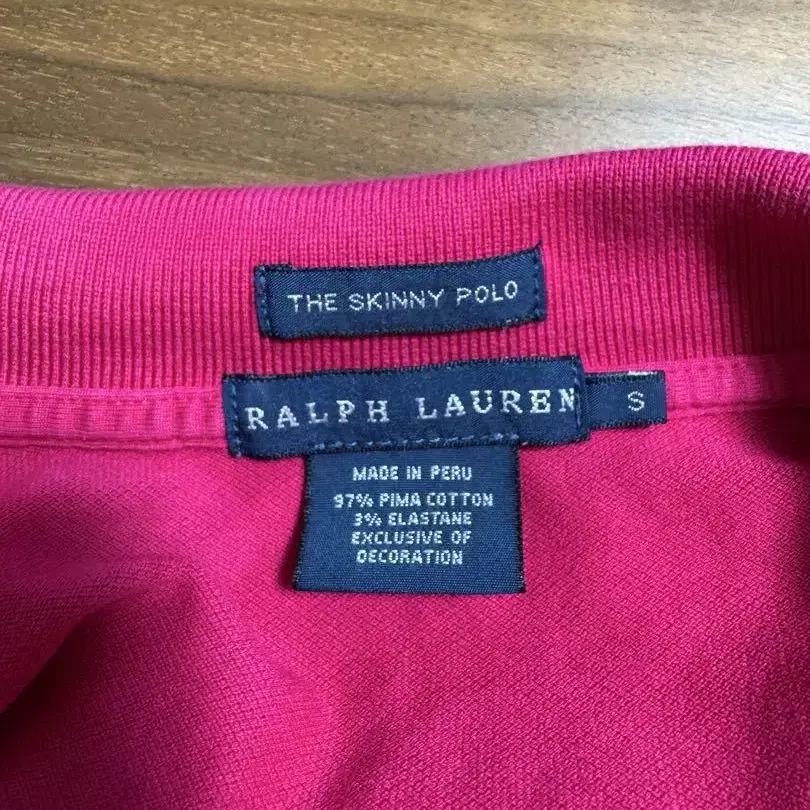 THE SKINNY POLO
RALPH LAUREN
S
MADE IN PERU
97% PIMA COTTON
3% ELASTANE
EXCLUSIVE OF
DECORATION